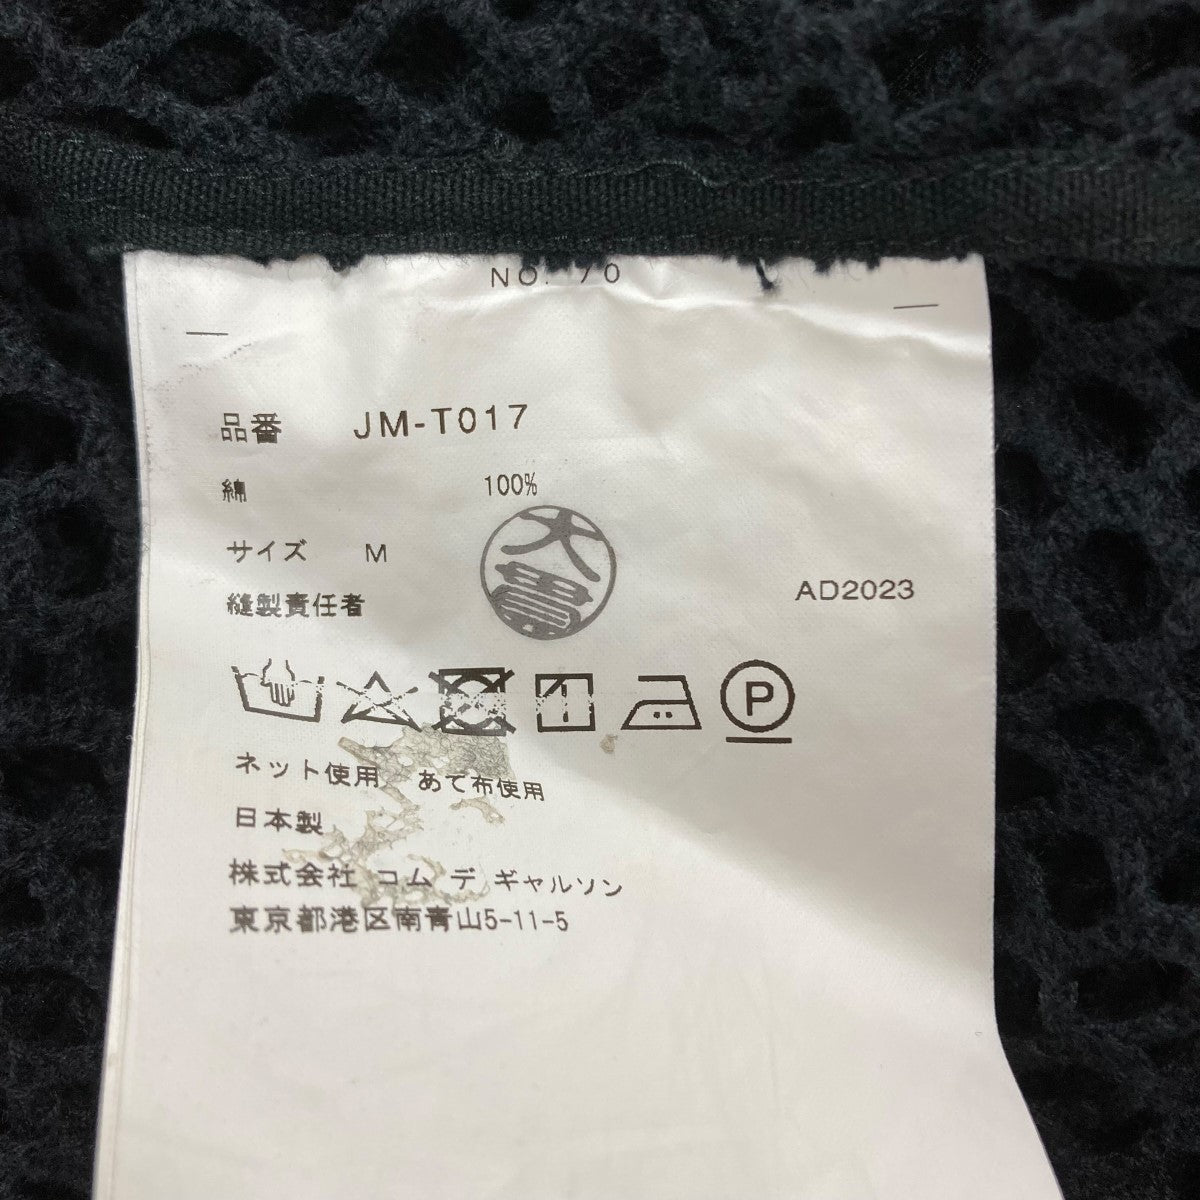 NO. 70
品番 JM-T017
綿 100%
サイズ M
縫製責任者
AD2023
P
ネット使用 あて布使用
日本製
株式会社 コム デ ギャルソン
東京都港区南青山5-11-5